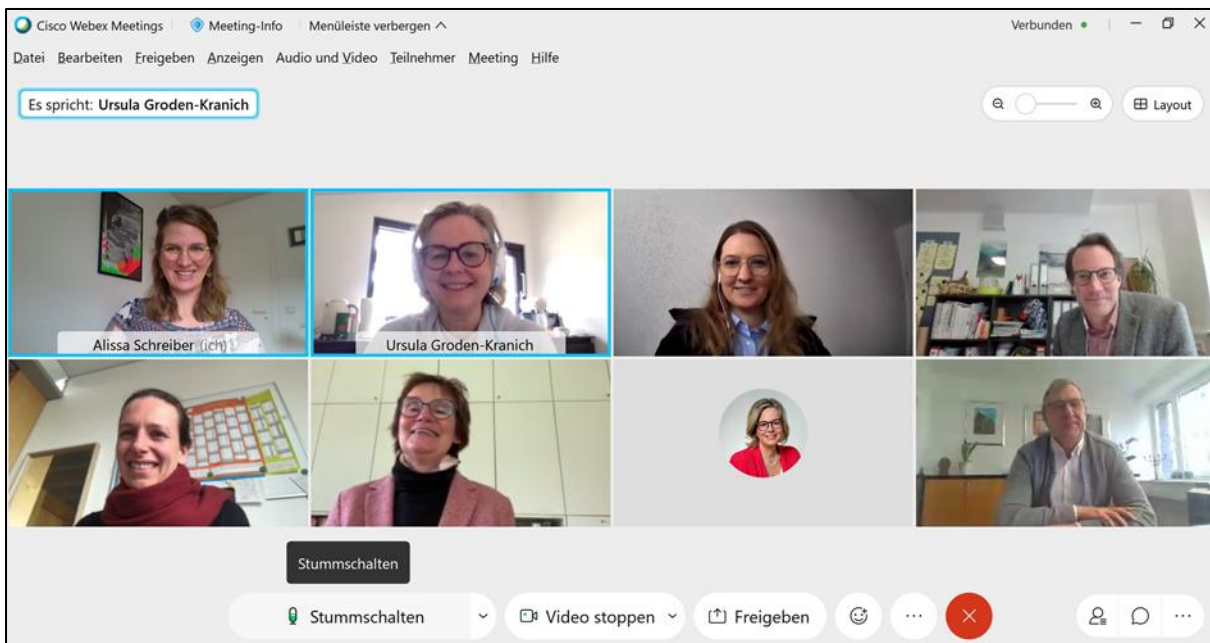 Cisco Webex Meetings Meeting-Info Menüleiste verbergen Verbunden
Datei Bearbeiten Freigeben Anzeigen Audio und Video Teilnehmer Meeting Hilfe
Es spricht: Ursula Groden-Kranich
Layout
Alissa Schreiber (ich)
Ursula Groden-Kranich
Stummschalten
Stummschalten Video stoppen Freigeben